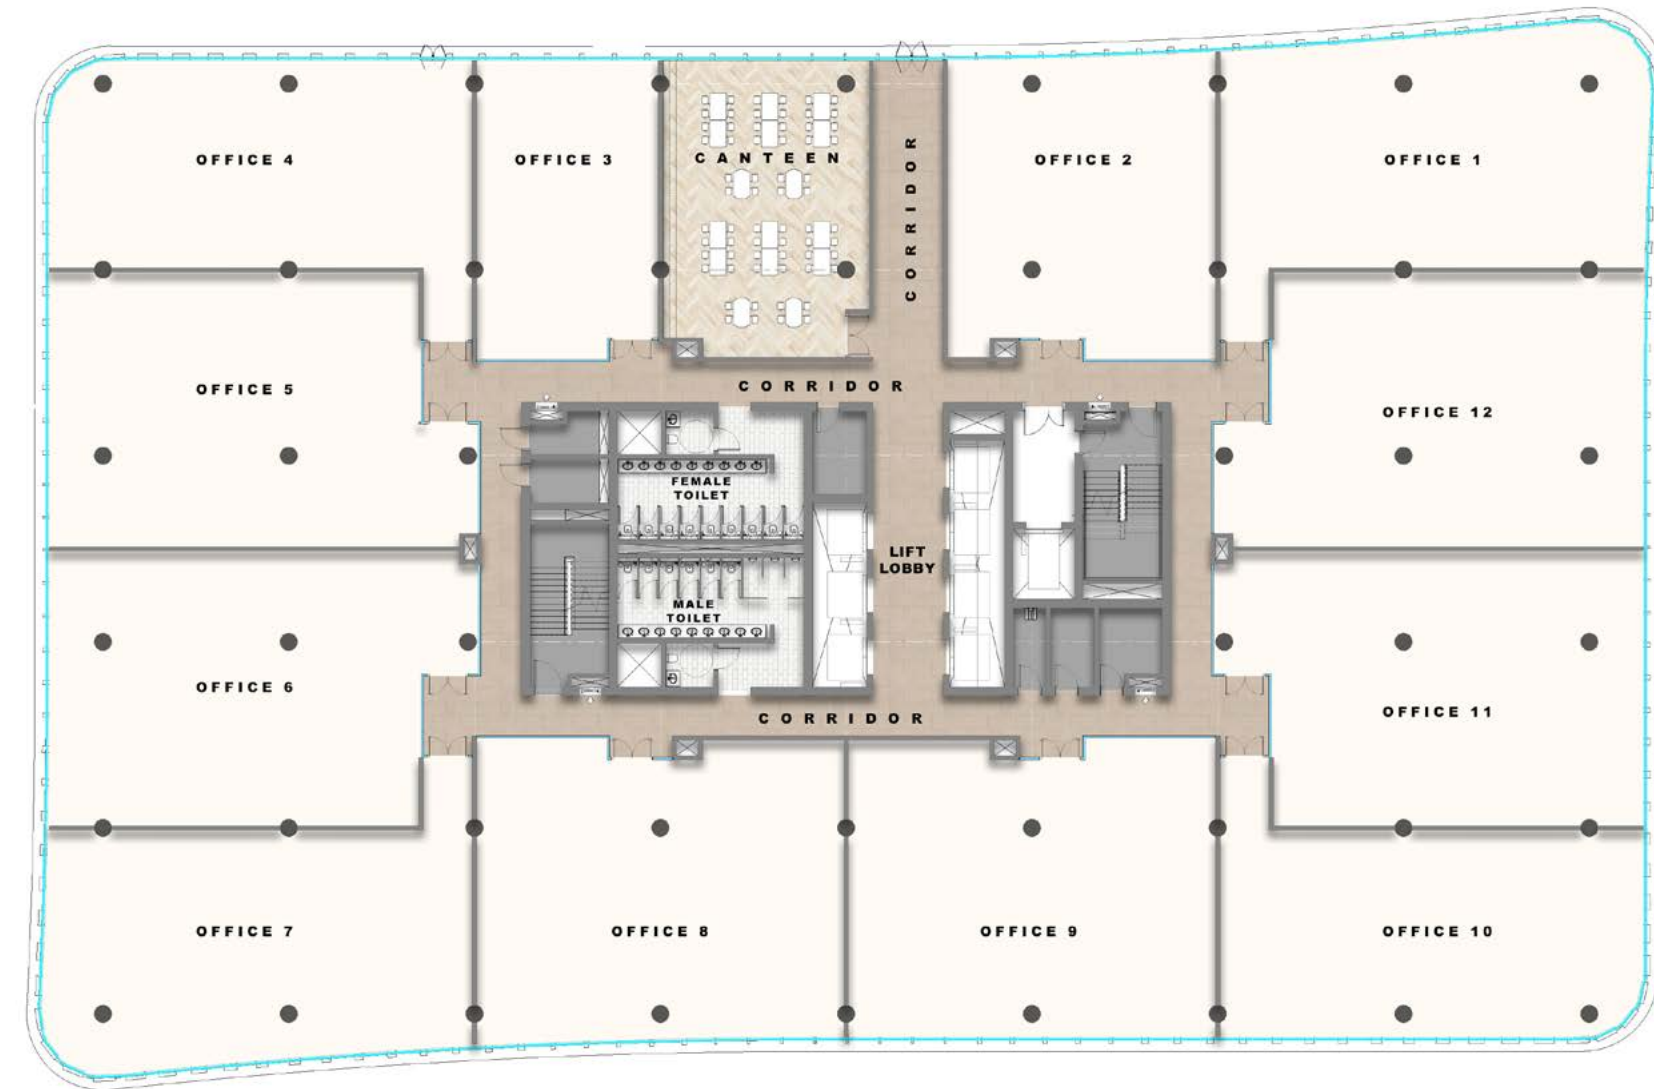 OFFICE 4
OFFICE 3
CANTEEN
CORRIDOR
OFFICE 2
OFFICE 1
OFFICE 5
CORRIDOR
OFFICE 12
FEMALE
TOILET
LIFT
LOBBY
MALE
TOILET
OFFICE 6
CORRIDOR
OFFICE 11
OFFICE 7
OFFICE 8
OFFICE 9
OFFICE 10